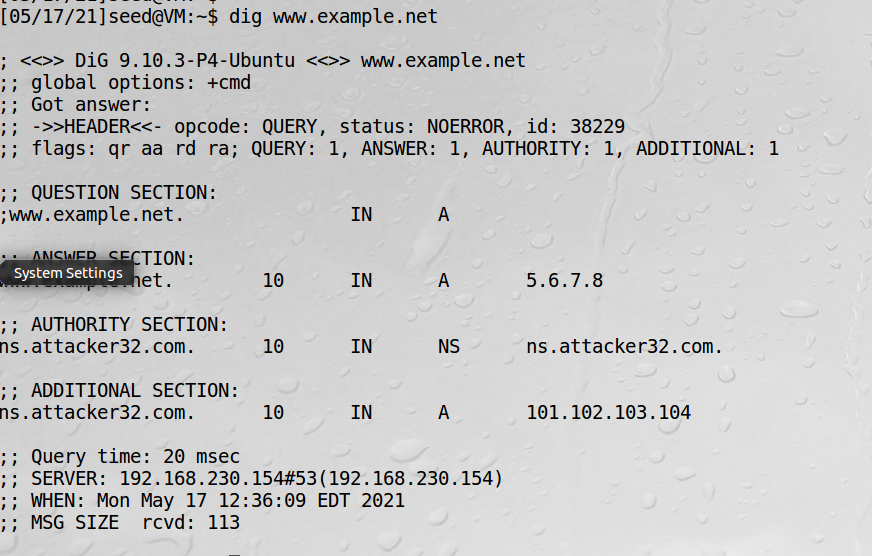 [05/17/21]seed@VM:~$ dig www.example.net
; <<>> DiG 9.10.3-P4-Ubuntu <<>> www.example.net
;; global options: +cmd
;; Got answer:
;; ->>HEADER<<- opcode: QUERY, status: NOERROR, id: 38229
;; flags: qr aa rd ra; QUERY: 1, ANSWER: 1, AUTHORITY: 1, ADDITIONAL: 1
;; QUESTION SECTION:
;www.example.net. IN A
;; ANSWER SECTION:
System Settings
www.example.net. 10 IN A 5.6.7.8
;; AUTHORITY SECTION:
ns.attacker32.com. 10 IN NS ns.attacker32.com.
;; ADDITIONAL SECTION:
ns.attacker32.com. 10 IN A 101.102.103.104
;; Query time: 20 msec
;; SERVER: 192.168.230.154#53(192.168.230.154)
;; WHEN: Mon May 17 12:36:09 EDT 2021
;; MSG SIZE rcvd: 113